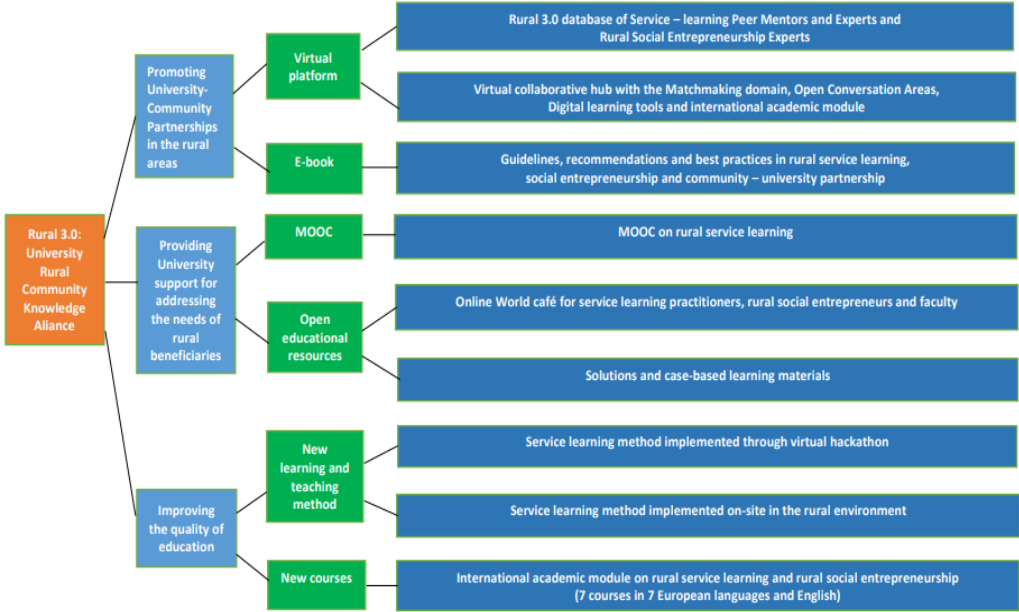 Rural 3.0:
University
Rural
Community
Knowledge
Aliance
Promoting
University-
Community
Partnerships
in the rural
areas
Virtual
platform
Rural 3.0 database of Service – learning Peer Mentors and Experts and
Rural Social Entrepreneurship Experts
Virtual collaborative hub with the Matchmaking domain, Open Conversation Areas,
Digital learning tools and international academic module
E-book
Guidelines, recommendations and best practices in rural service learning,
social entrepreneurship and community – university partnership
Providing
University
support for
addressing
the needs of
rural
beneficiaries
MOOC
MOOC on rural service learning
Open
educational
resources
Online World café for service learning practitioners, rural social entrepreneurs and faculty
Solutions and case-based learning materials
Improving
the quality of
education
New
learning and
teaching
method
Service learning method implemented through virtual hackathon
Service learning method implemented on-site in the rural environment
New courses
International academic module on rural service learning and rural social entrepreneurship
(7 courses in 7 European languages and English)